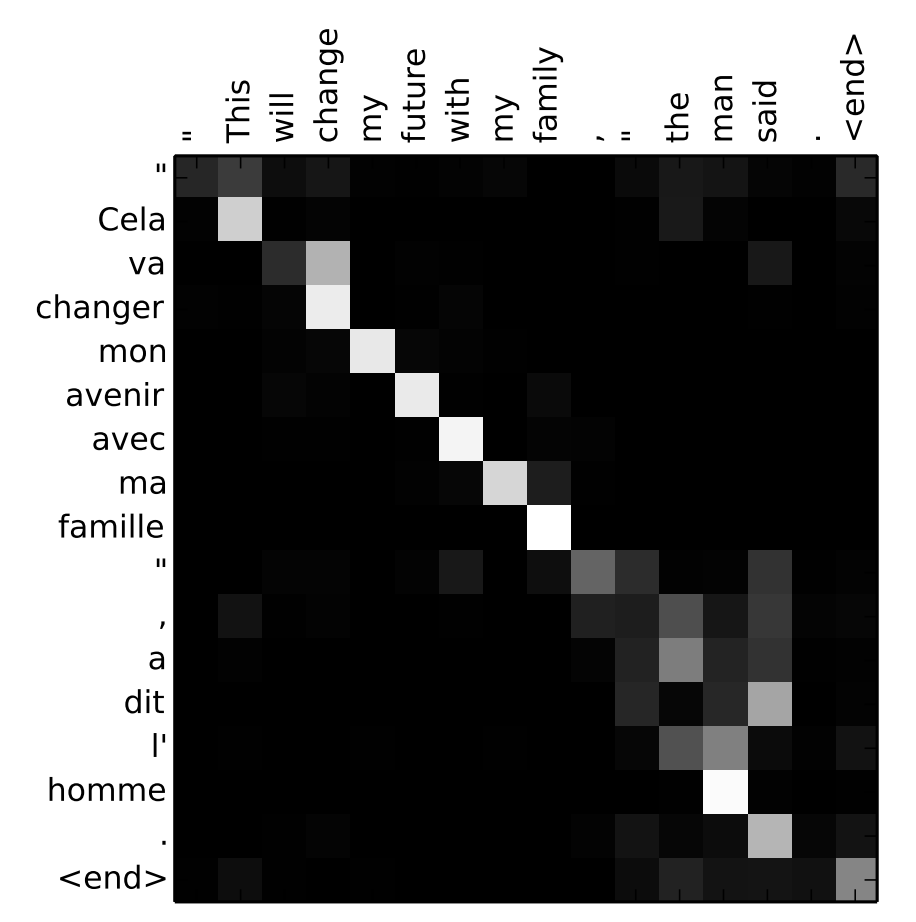 " This will change my future with my family , " the man said . <end>
"
Cela
va
changer
mon
avenir
avec
ma
famille
"
,
a
dit
l'
homme
.
<end>